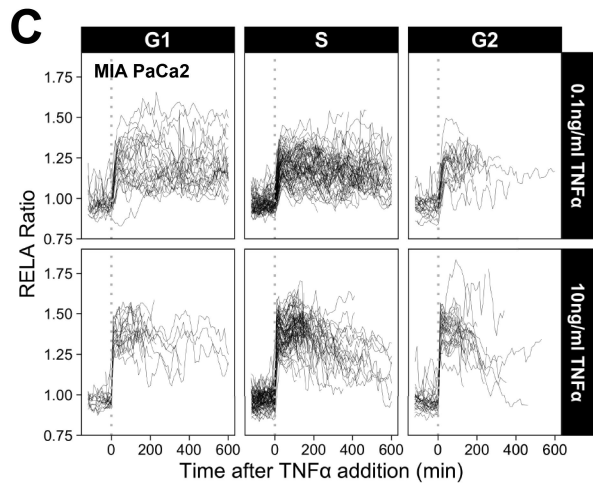 C
G1 S G2
MIA PaCa2
1.75
1.50
1.25
1.00
0.75
0.1ng/ml TNFα
RELA Ratio
1.75
1.50
1.25
1.00
0.75
10ng/ml TNFα
0 200 400 600 0 200 400 600 0 200 400 600
Time after TNFα addition (min)